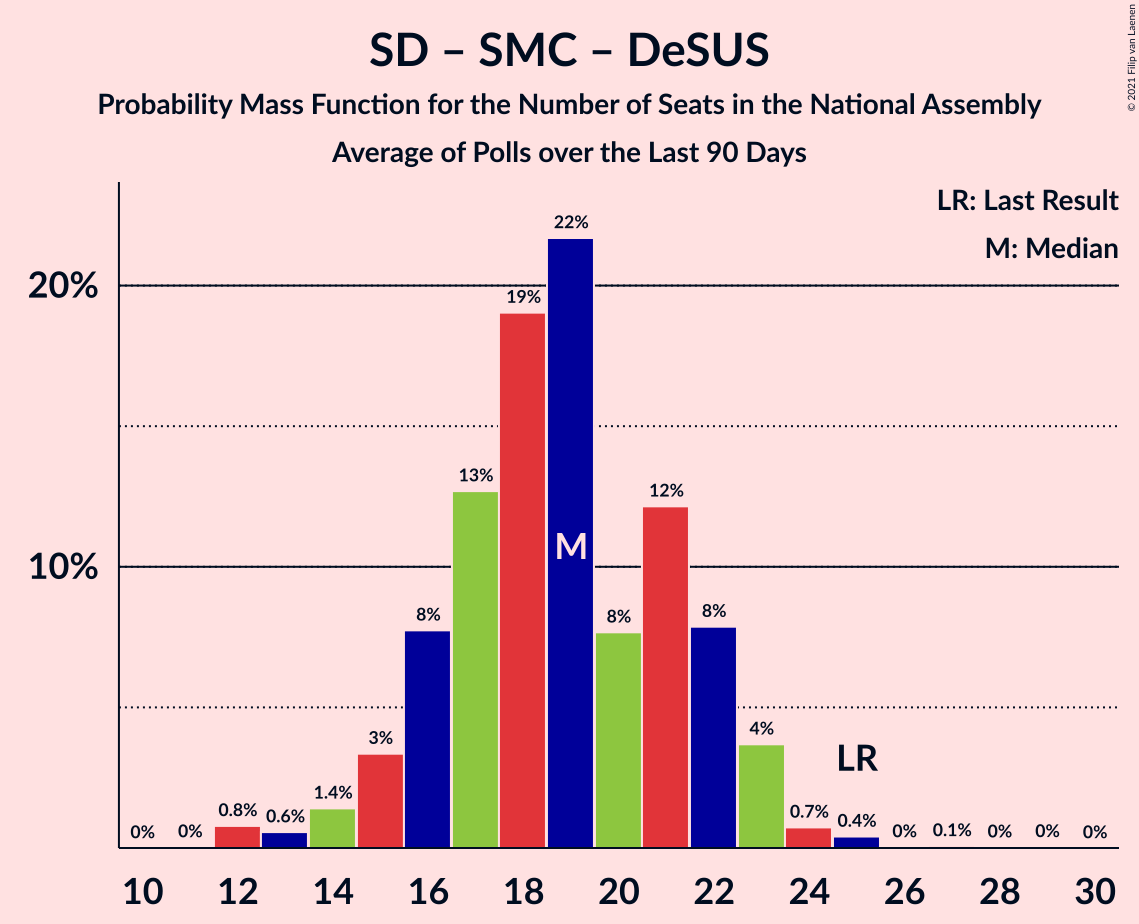 SD – SMC – DeSUS
Probability Mass Function for the Number of Seats in the National Assembly
Average of Polls over the Last 90 Days
© 2021 Filip van Laenen
LR: Last Result
M: Median
20%
10%
0%
0%
0.8%
0.6%
1.4%
3%
8%
13%
19%
22%
8%
12%
8%
4%
0.7%
0.4%
0%
0.1%
0%
0%
0%
M
LR
10 12 14 16 18 20 22 24 26 28 30